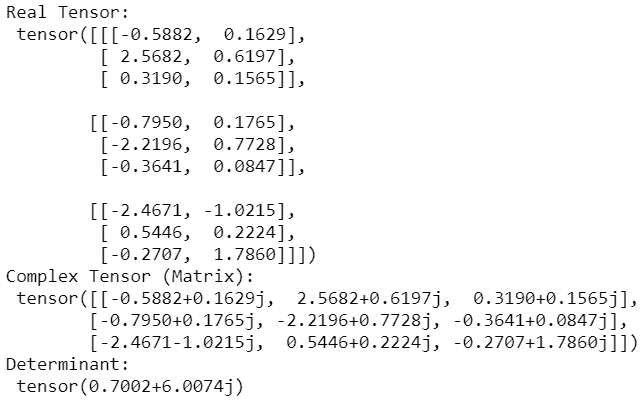 Real Tensor:
 tensor([[[-0.5882,  0.1629],
         [ 2.5682,  0.6197],
         [ 0.3190,  0.1565]],

        [[-0.7950,  0.1765],
         [-2.2196,  0.7728],
         [-0.3641,  0.0847]],

        [[-2.4671, -1.0215],
         [ 0.5446,  0.2224],
         [-0.2707,  1.7860]]])
Complex Tensor (Matrix):
 tensor([[-0.5882+0.1629j,  2.5682+0.6197j,  0.3190+0.1565j],
        [-0.7950+0.1765j, -2.2196+0.7728j, -0.3641+0.0847j],
        [-2.4671-1.0215j,  0.5446+0.2224j, -0.2707+1.7860j]])
Determinant:
 tensor(0.7002+6.0074j)